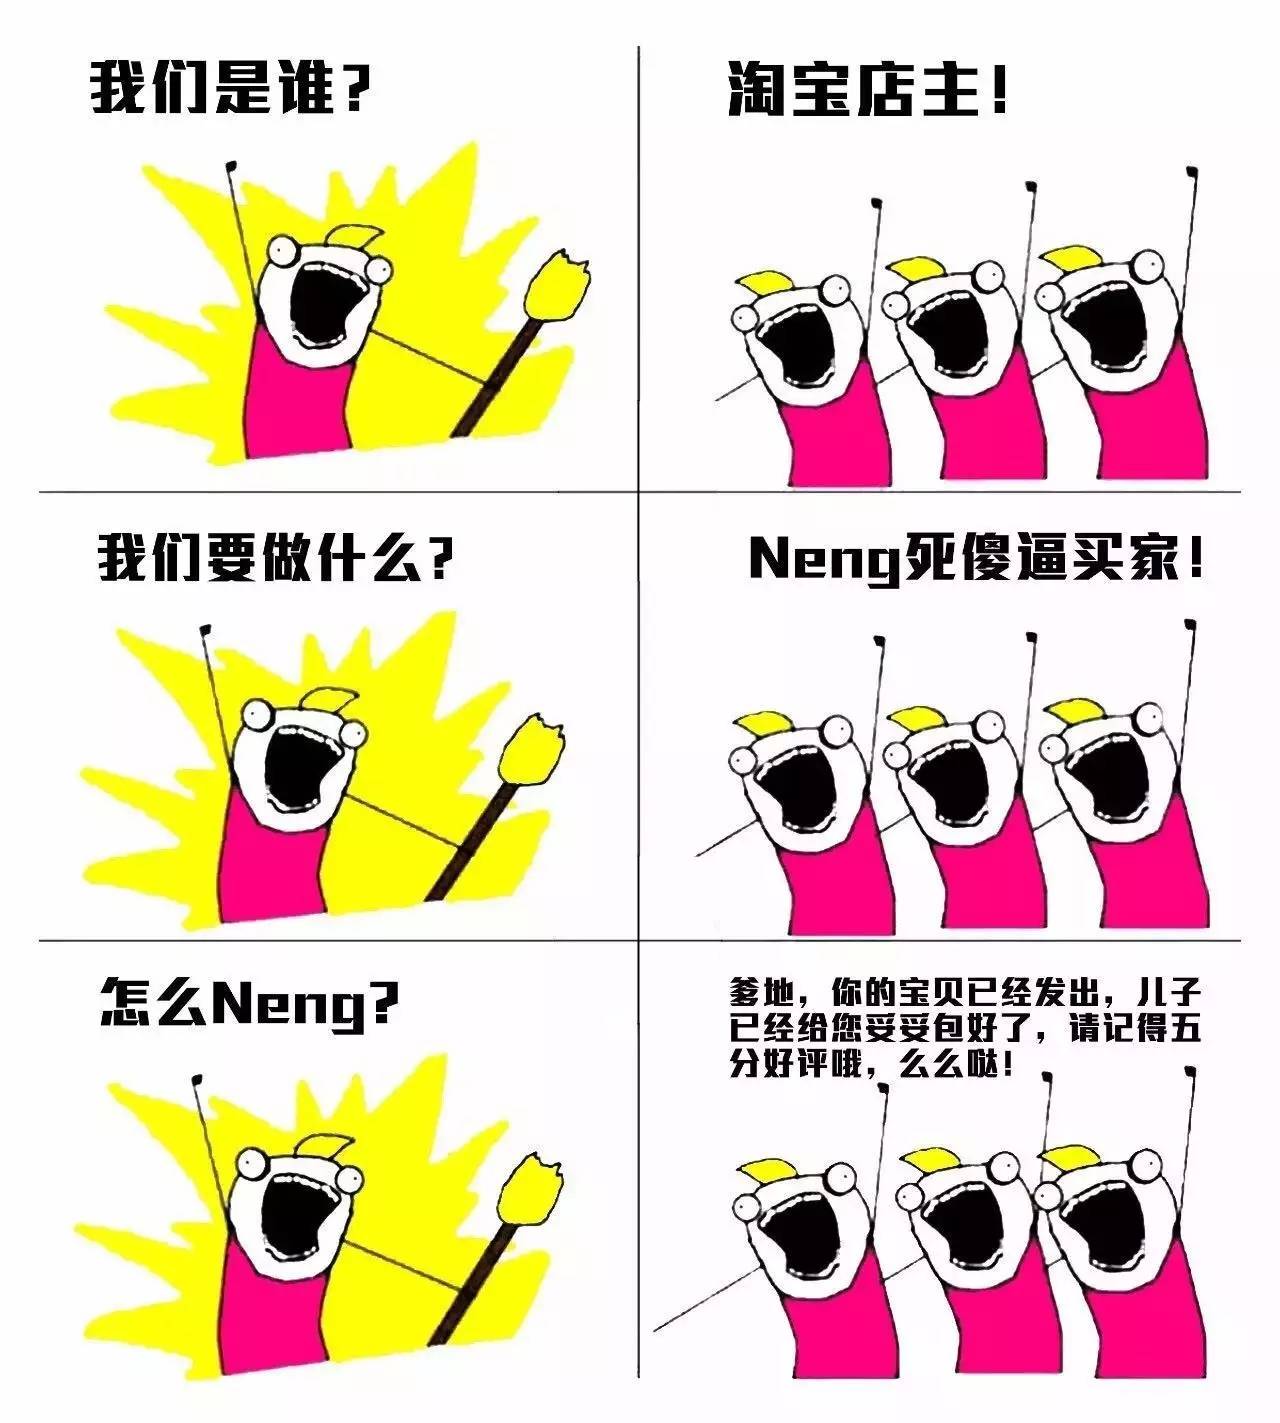 我们是谁？
淘宝店主！
我们要做什么？
Neng死傻逼买家！
怎么Neng？
爹地，你的宝贝已经发出，儿子
已经给您妥妥包好了，请记得五
分好评哦，么么哒！